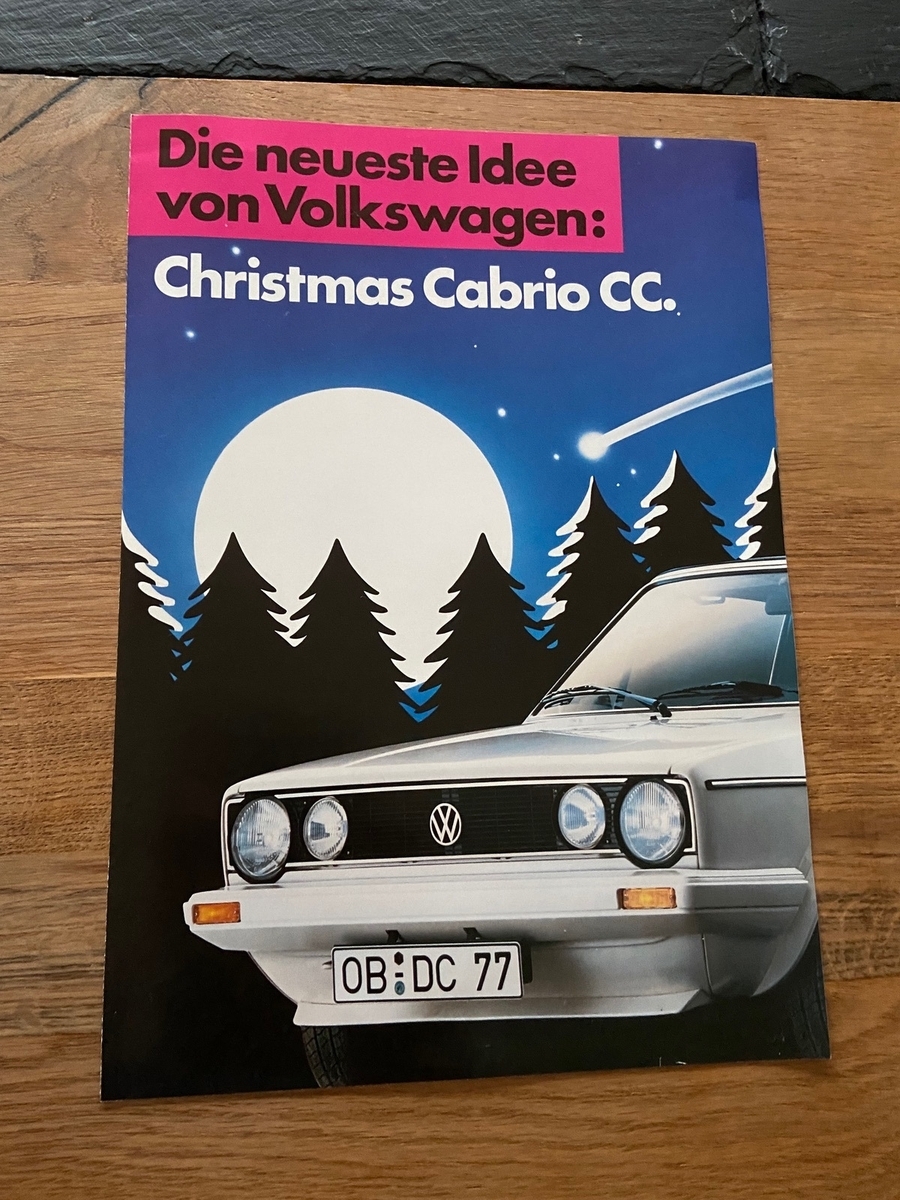 Die neueste Idee
von Volkswagen:
Christmas Cabrio CC.
OB DC 77